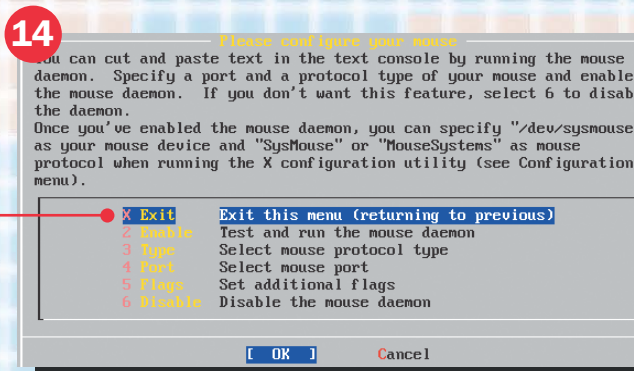 14
Please configure your mouse
You can cut and paste text in the text console by running the mouse
daemon. Specify a port and a protocol type of your mouse and enable
the mouse daemon. If you don't want this feature, select 6 to disab
the daemon.
Once you've enabled the mouse daemon, you can specify "/dev/sysmouse
as your mouse device and "SysMouse" or "MouseSystems" as mouse
protocol when running the X configuration utility (see Configuration
menu).
X Exit Exit this menu (returning to previous)
2 Enable Test and run the mouse daemon
3 Type Select mouse protocol type
4 Port Select mouse port
5 Flags Set additional flags
6 Disable Disable the mouse daemon
[ OK ] Cancel